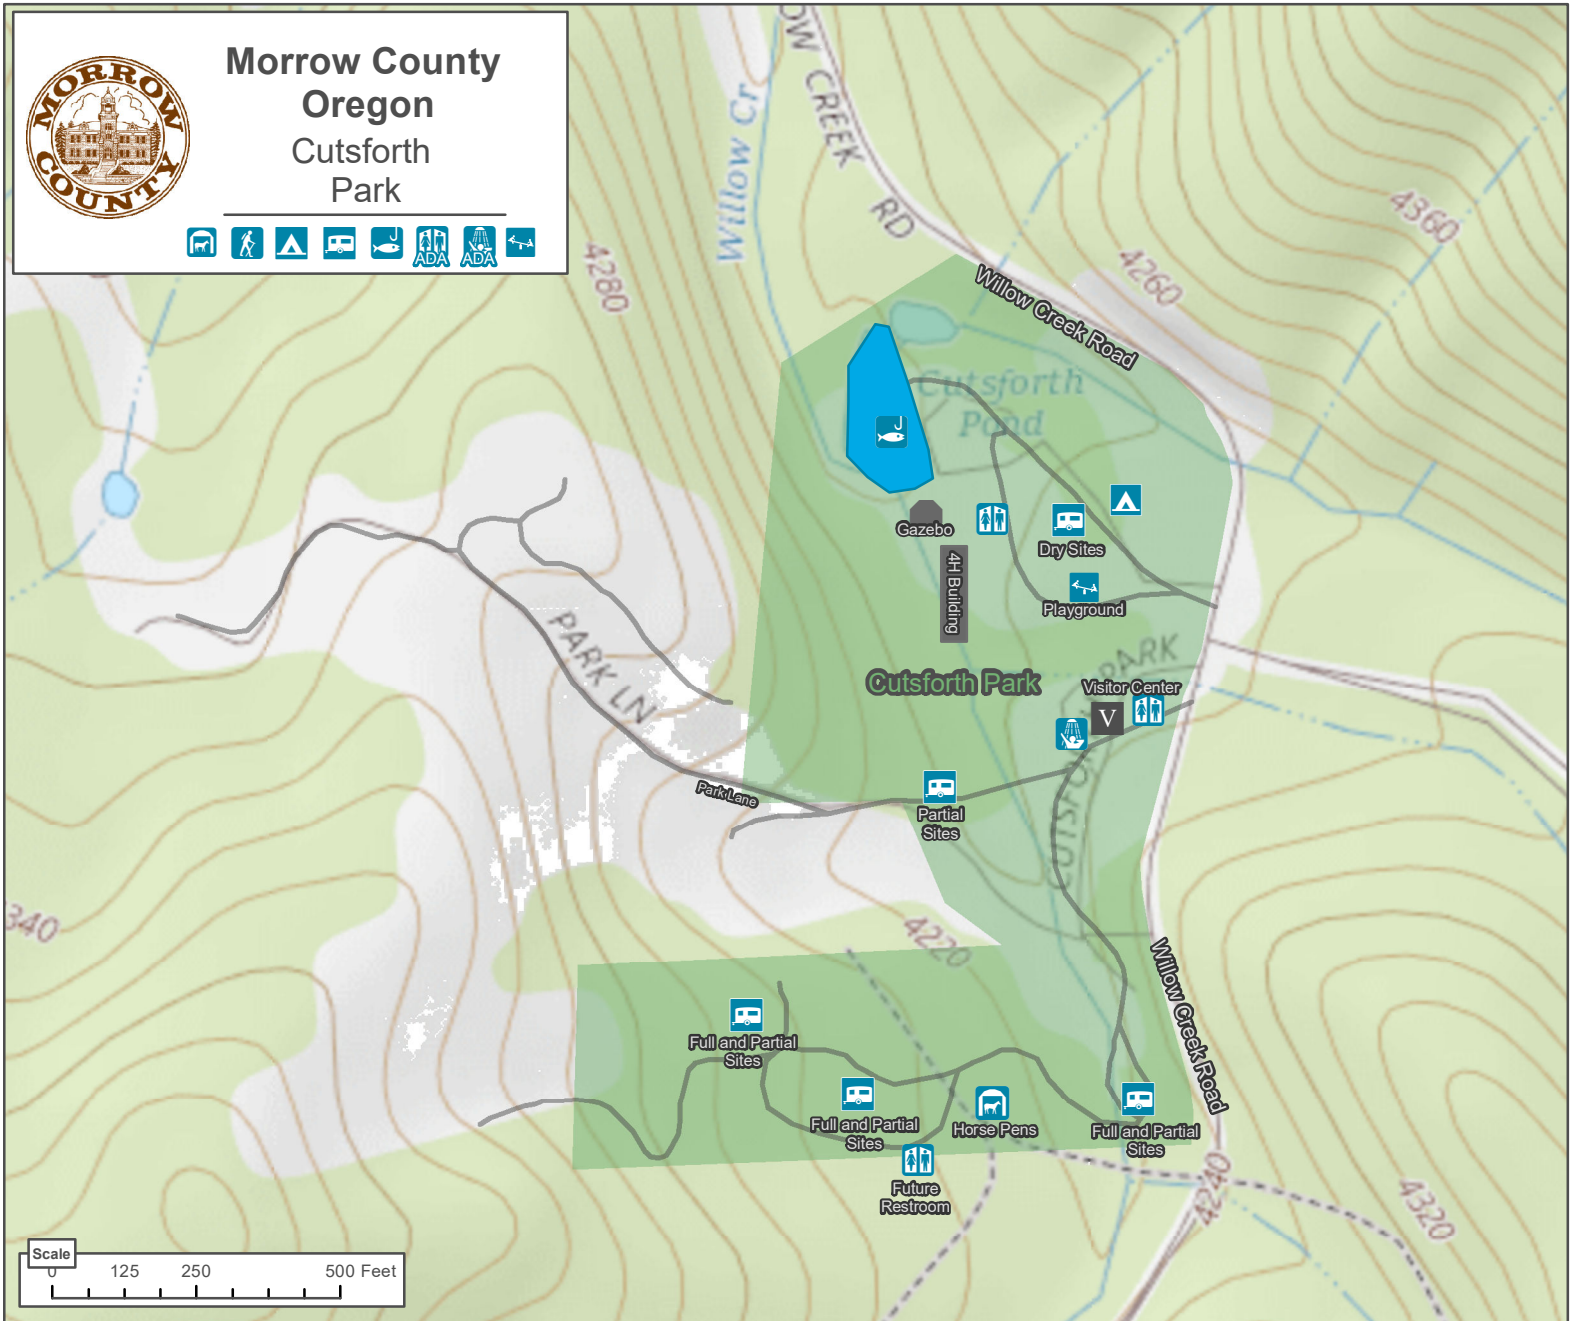 MORROW
COUNTY
Morrow County
Oregon
Cutsforth
Park
ADA
ADA
OW CREEK
RD
Willow Cr
4280
4260
4360
Willow Creek Road
Cutsforth
Pond
Gazebo
4H Building
Dry Sites
Playground
PARK LN
Cutsforth Park
PARK
Visitor Center
V
CUTSFO
Park Lane
Partial
Sites
340
4220
Willow Creek Road
Full and Partial
Sites
Full and Partial
Sites
Horse Pens
Full and Partial
Sites
Future
Restroom
4240
4320
Scale
0 125 250 500 Feet